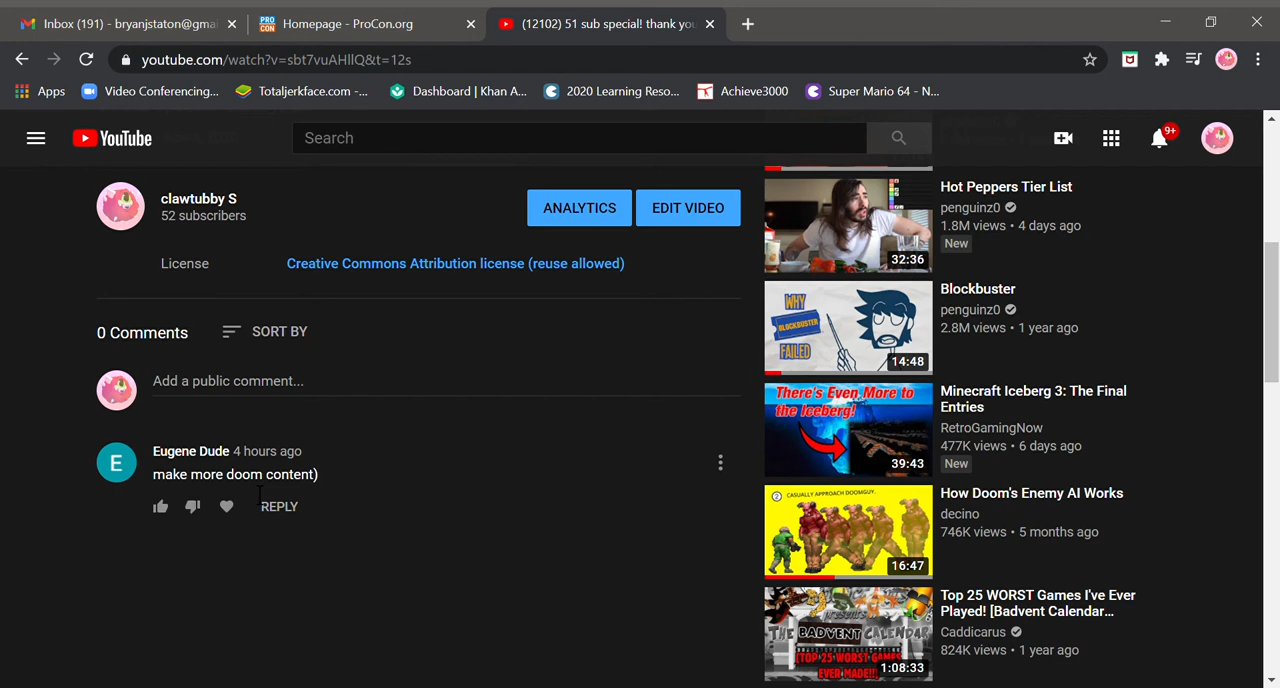 Inbox (191) - bryanjstaton@gmai
PRO CON
Homepage - ProCon.org
(12102) 51 sub special! thank you
youtube.com/watch?v=sbt7vuAHllQ&t=12s
Apps
Video Conferencing,...
Totaljerkface.com -...
Dashboard | Khan A...
2020 Learning Reso...
Achieve3000
Super Mario 64 - N...
YouTube
Search
9+
clawtubby S
52 subscribers
ANALYTICS
EDIT VIDEO
License
Creative Commons Attribution license (reuse allowed)
0 Comments
SORT BY
Add a public comment...
E
Eugene Dude 4 hours ago
make more doom content)
REPLY
32:36
Hot Peppers Tier List
penguinz0
1.8M views • 4 days ago
New
WHY
BLOCKBUSTER
FAILED
14:48
Blockbuster
penguinz0
2.8M views • 1 year ago
There's Even More to
the Iceberg!
39:43
Minecraft Iceberg 3: The Final
Entries
RetroGamingNow
477K views • 6 days ago
New
2 CASUALLY APPROACH DOOMGUY.
16:47
How Doom's Enemy AI Works
decino
746K views • 5 months ago
THE BADVENT CALENDAR
(TOP 25 WORST GAMES
EVER MADE!!)
1:08:33
Top 25 WORST Games I've Ever
Played! [Badvent Calendar...
Caddicarus
824K views • 1 year ago